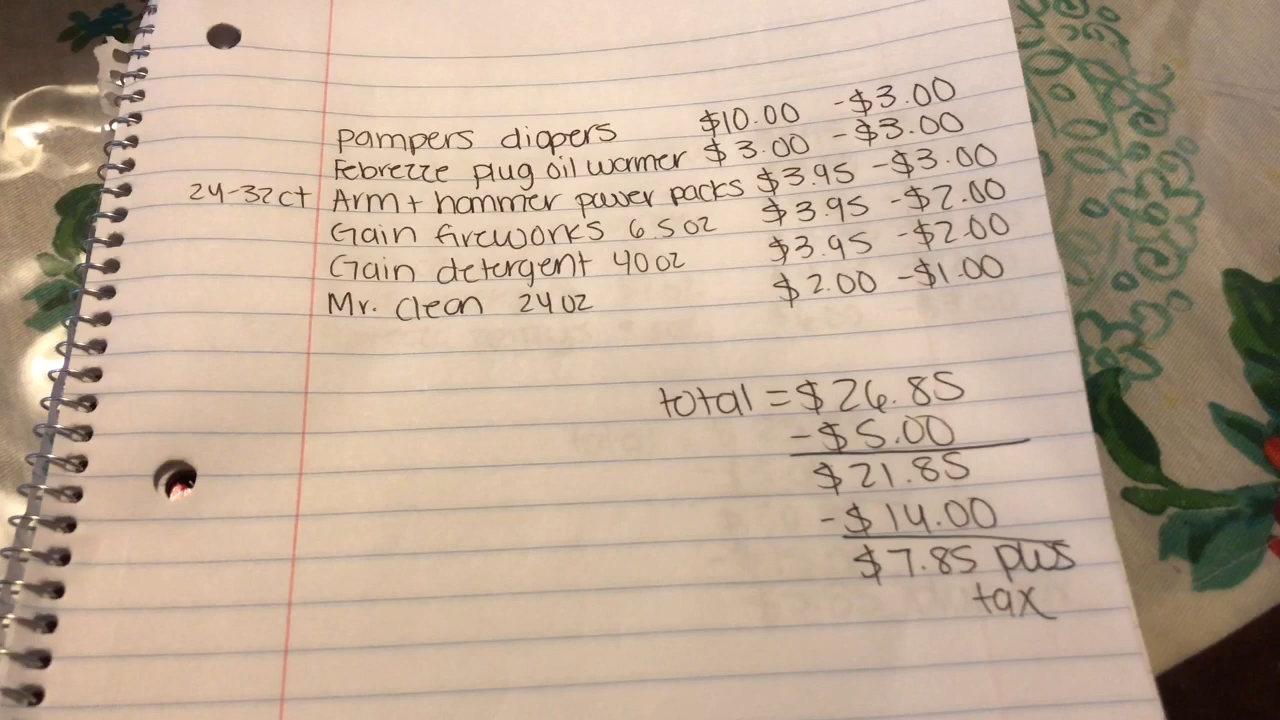 pampers diapers $10.00 -$3.00
Febrezze plug oil warmer $3.00 -$3.00
24-32ct Arm + hammer power packs $3.95 -$3.00
Gain fireworks 6.5oz $3.95 -$2.00
Gain detergent 40oz $3.95 -$2.00
Mr. Clean 24oz $2.00 -$1.00
total = $26.85
-$5.00
$21.85
-$14.00
$7.85 plus
tax